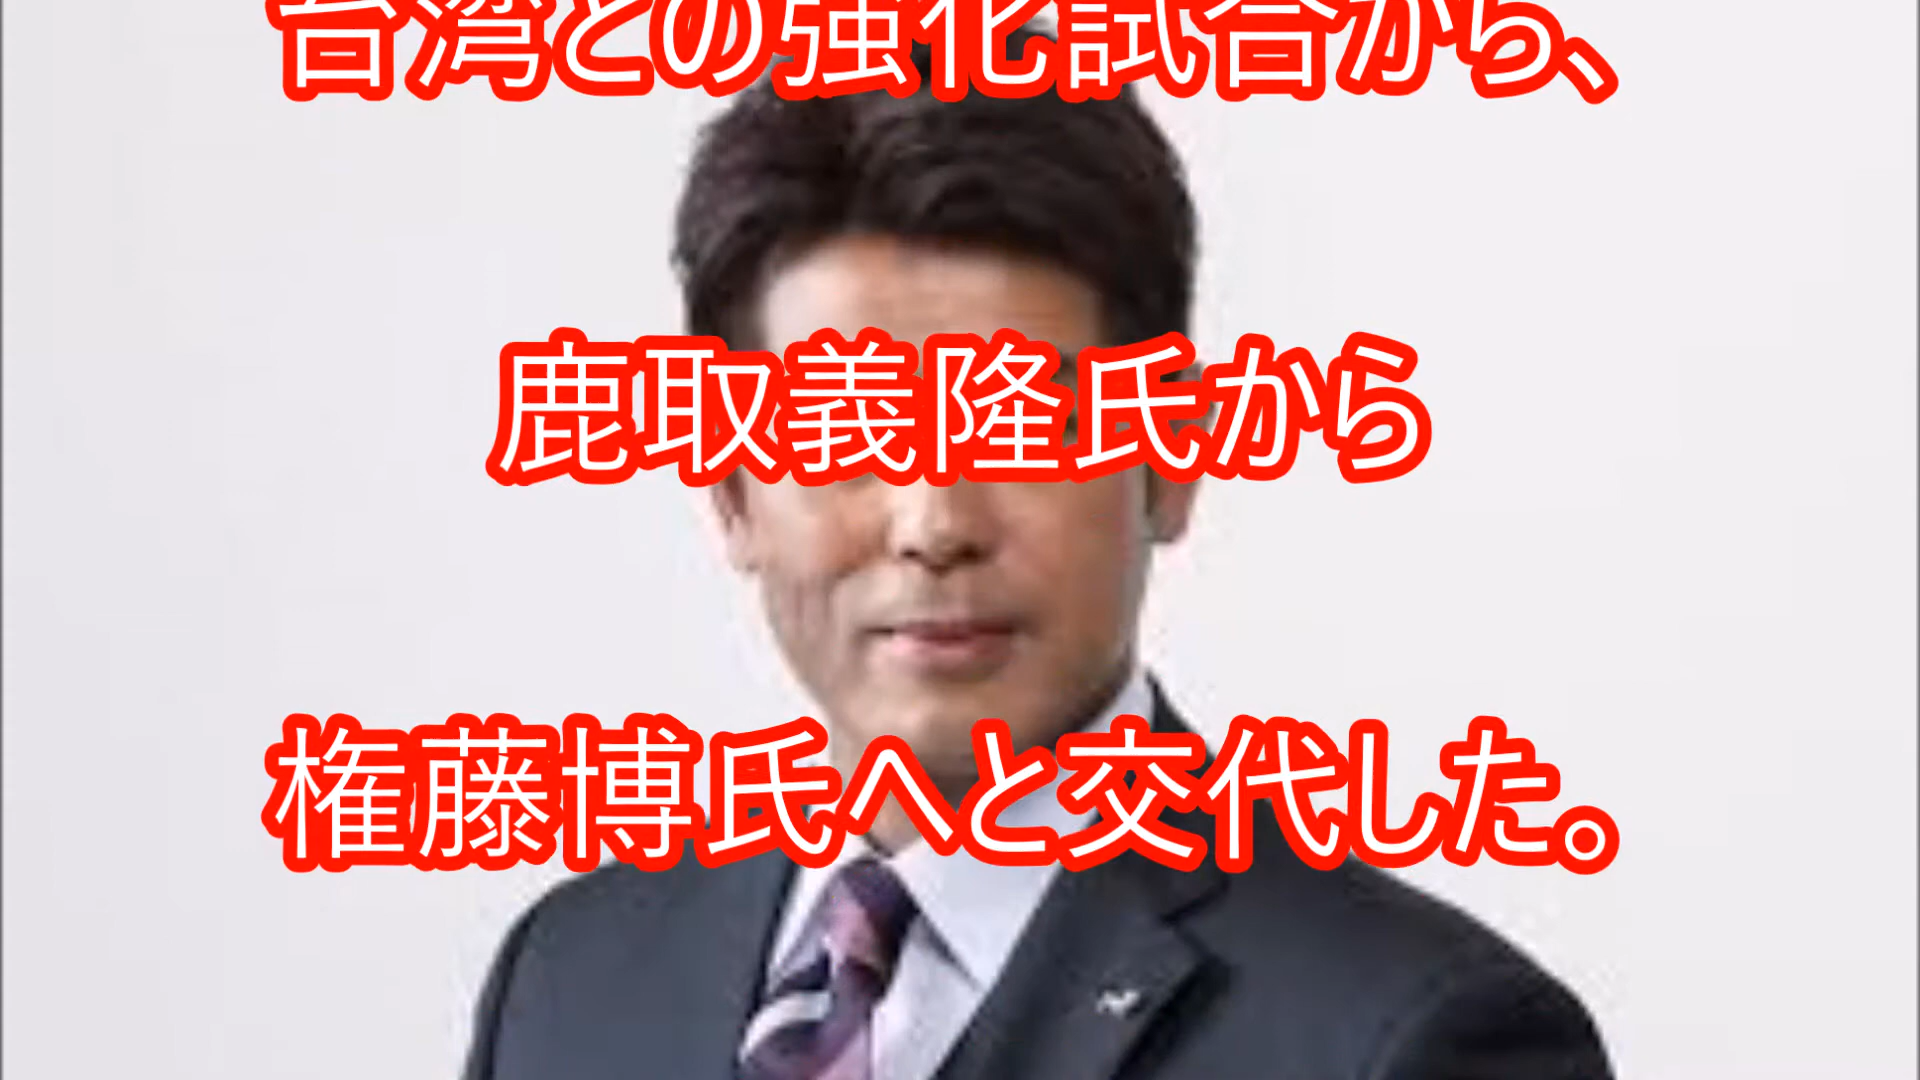 台湾との強化試合から、
鹿取義隆氏から
権藤博氏へと交代した。